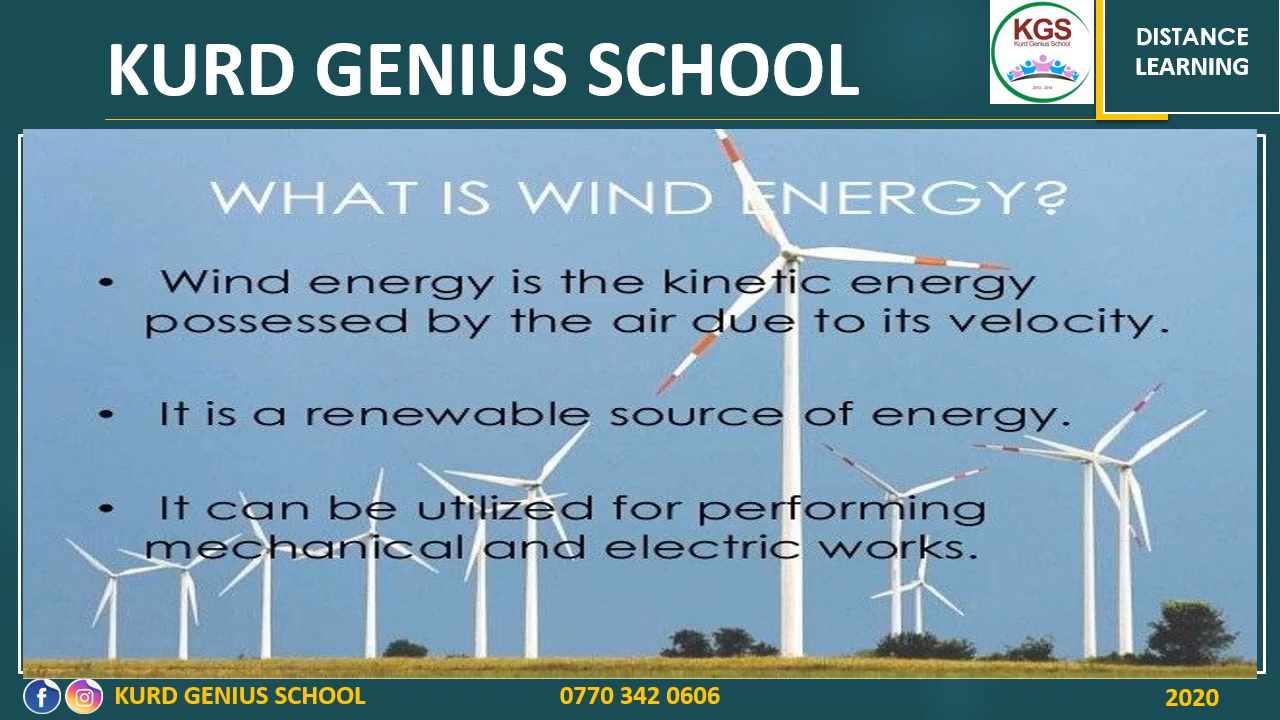 KURD GENIUS SCHOOL
KGS
Kurd Genius School
2013 - 2014
DISTANCE
LEARNING
WHAT IS WIND ENERGY?
• Wind energy is the kinetic energy
possessed by the air due to its velocity.
• It is a renewable source of energy.
• It can be utilized for performing
mechanical and electric works.
KURD GENIUS SCHOOL
0770 342 0606
2020